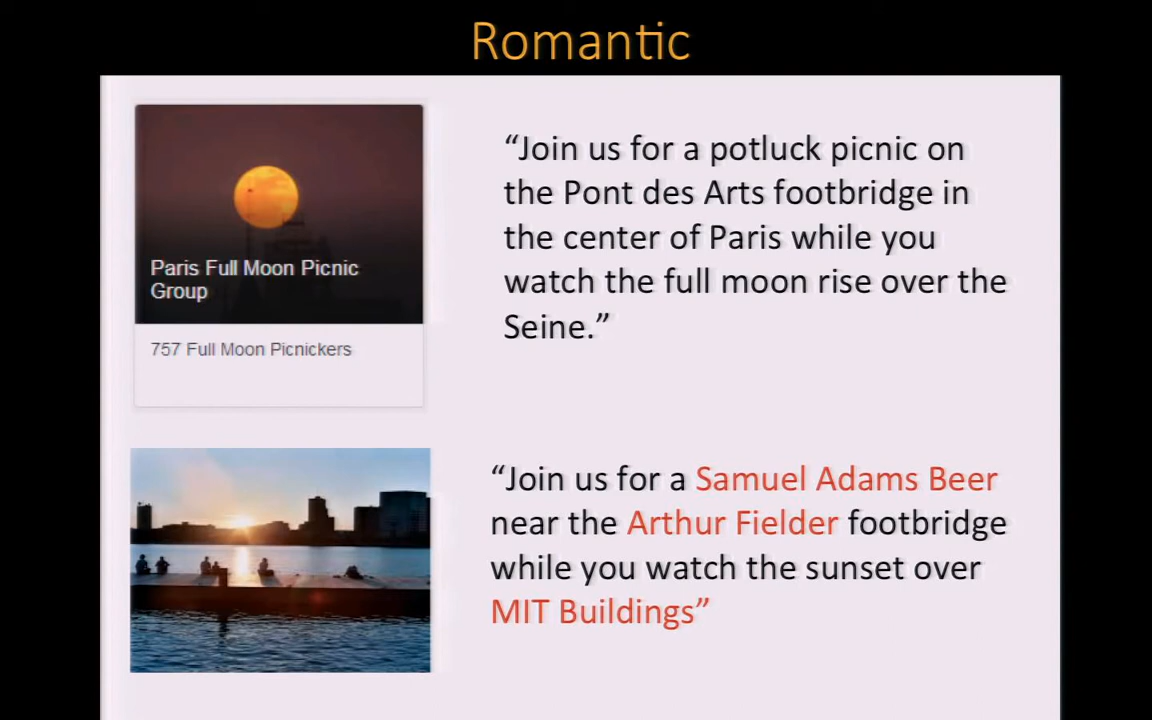 Romantic
Paris Full Moon Picnic
Group
757 Full Moon Picnickers
“Join us for a potluck picnic on
the Pont des Arts footbridge in
the center of Paris while you
watch the full moon rise over the
Seine.”
“Join us for a Samuel Adams Beer
near the Arthur Fielder footbridge
while you watch the sunset over
MIT Buildings”